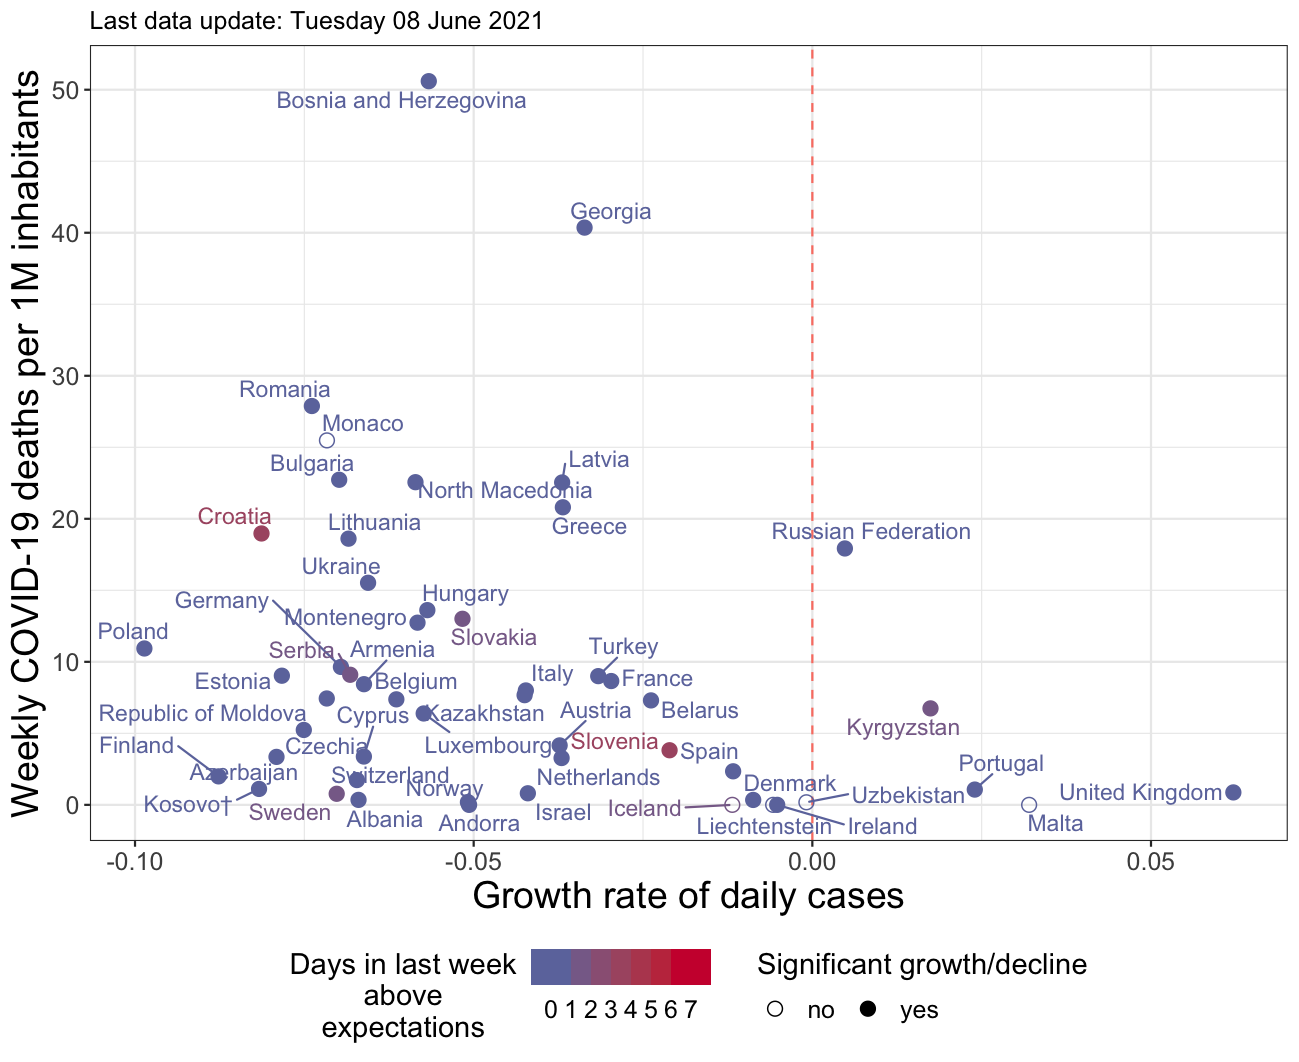 Last data update: Tuesday 08 June 2021
Weekly COVID-19 deaths per 1M inhabitants
50
Bosnia and Herzegovina
Georgia
40
Romania
30
Monaco
Bulgaria
Latvia
North Macedonia
Croatia
Lithuania
20
Greece
Russian Federation
Ukraine
Hungary
Germany
Montenegro
Poland
Slovakia
Serbia
Armenia
Turkey
10
Estonia
Belgium
Italy
France
Republic of Moldova
Cyprus
Kazakhstan
Austria
Belarus
Kyrgyzstan
Finland
Czechia
Luxembourg
Slovenia
Spain
Portugal
Azerbaijan
Switzerland
Netherlands
Denmark
Norway
Uzbekistan
United Kingdom
Kosovo†
0
Sweden
Albania
Andorra
Israel
Iceland
Liechtenstein
Ireland
Malta
-0.10
-0.05
0.00
0.05
Growth rate of daily cases
Days in last week
above
expectations
0 1 2 3 4 5 6 7
Significant growth/decline
no
yes